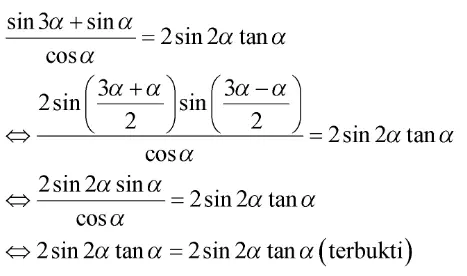 (sin 3α + sin α)/cos α = 2 sin 2α tan α
⇔ (2 sin((3α + α)/2) sin((3α − α)/2))/cos α = 2 sin 2α tan α
⇔ (2 sin 2α sin α)/cos α = 2 sin 2α tan α
⇔ 2 sin 2α tan α = 2 sin 2α tan α (terbukti)